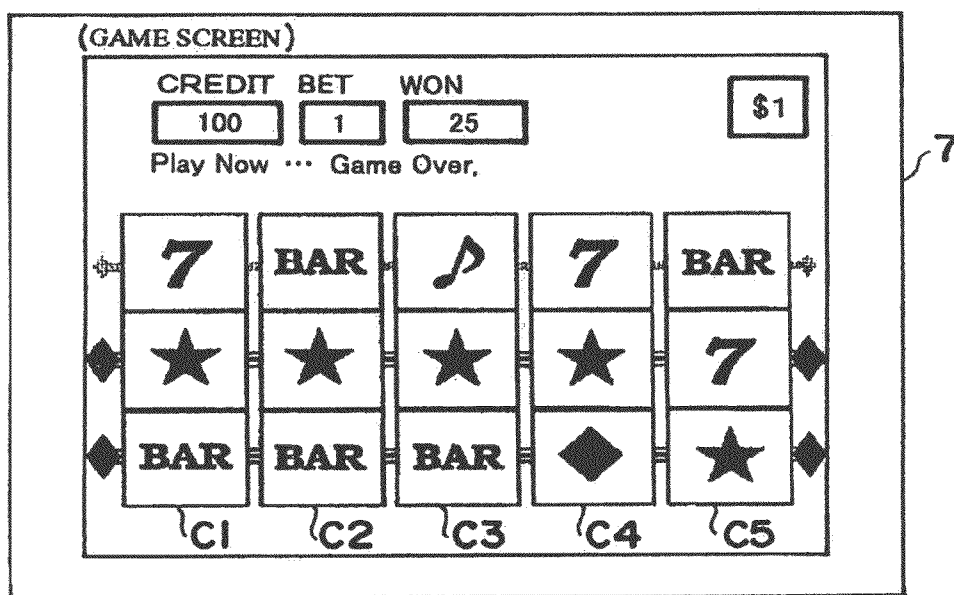 (GAME SCREEN)
CREDIT BET WON
100 1 25 $1
Play Now ··· Game Over.
7
7 BAR 7 BAR
7
BAR BAR BAR
C1 C2 C3 C4 C5